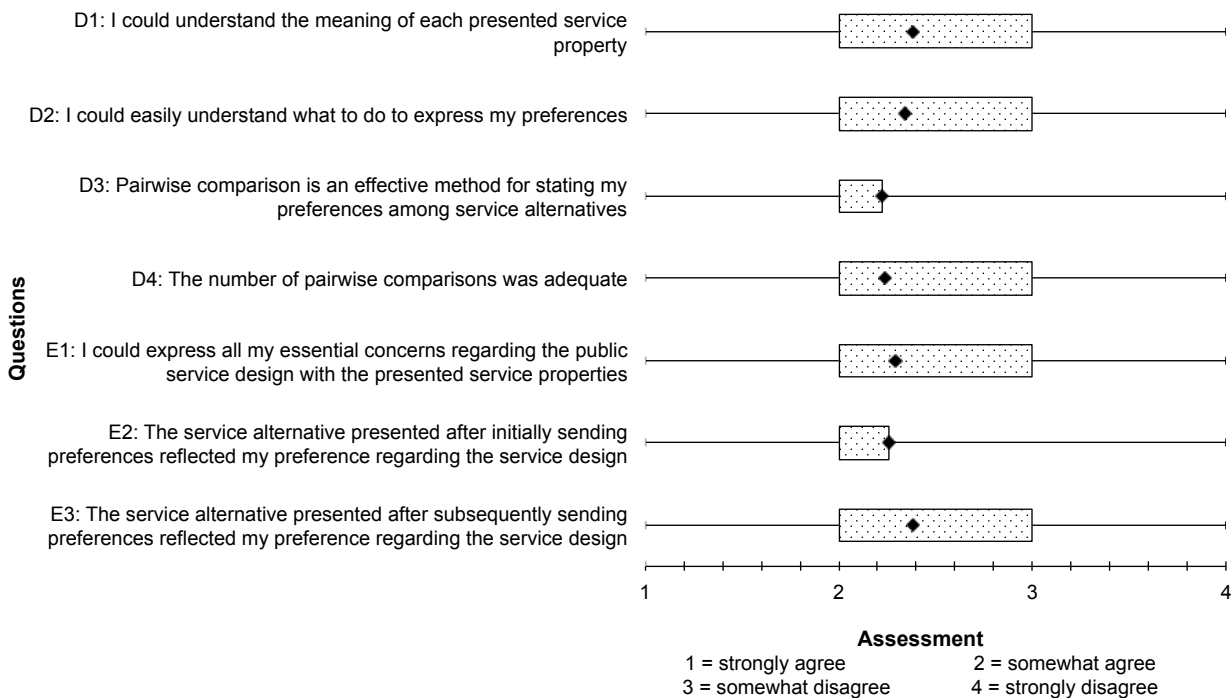 D1: I could understand the meaning of each presented service
property
D2: I could easily understand what to do to express my preferences
D3: Pairwise comparison is an effective method for stating my
preferences among service alternatives
D4: The number of pairwise comparisons was adequate
Questions
E1: I could express all my essential concerns regarding the public
service design with the presented service properties
E2: The service alternative presented after initially sending
preferences reflected my preference regarding the service design
E3: The service alternative presented after subsequently sending
preferences reflected my preference regarding the service design
1 2 3 4
Assessment
1 = strongly agree 2 = somewhat agree
3 = somewhat disagree 4 = strongly disagree